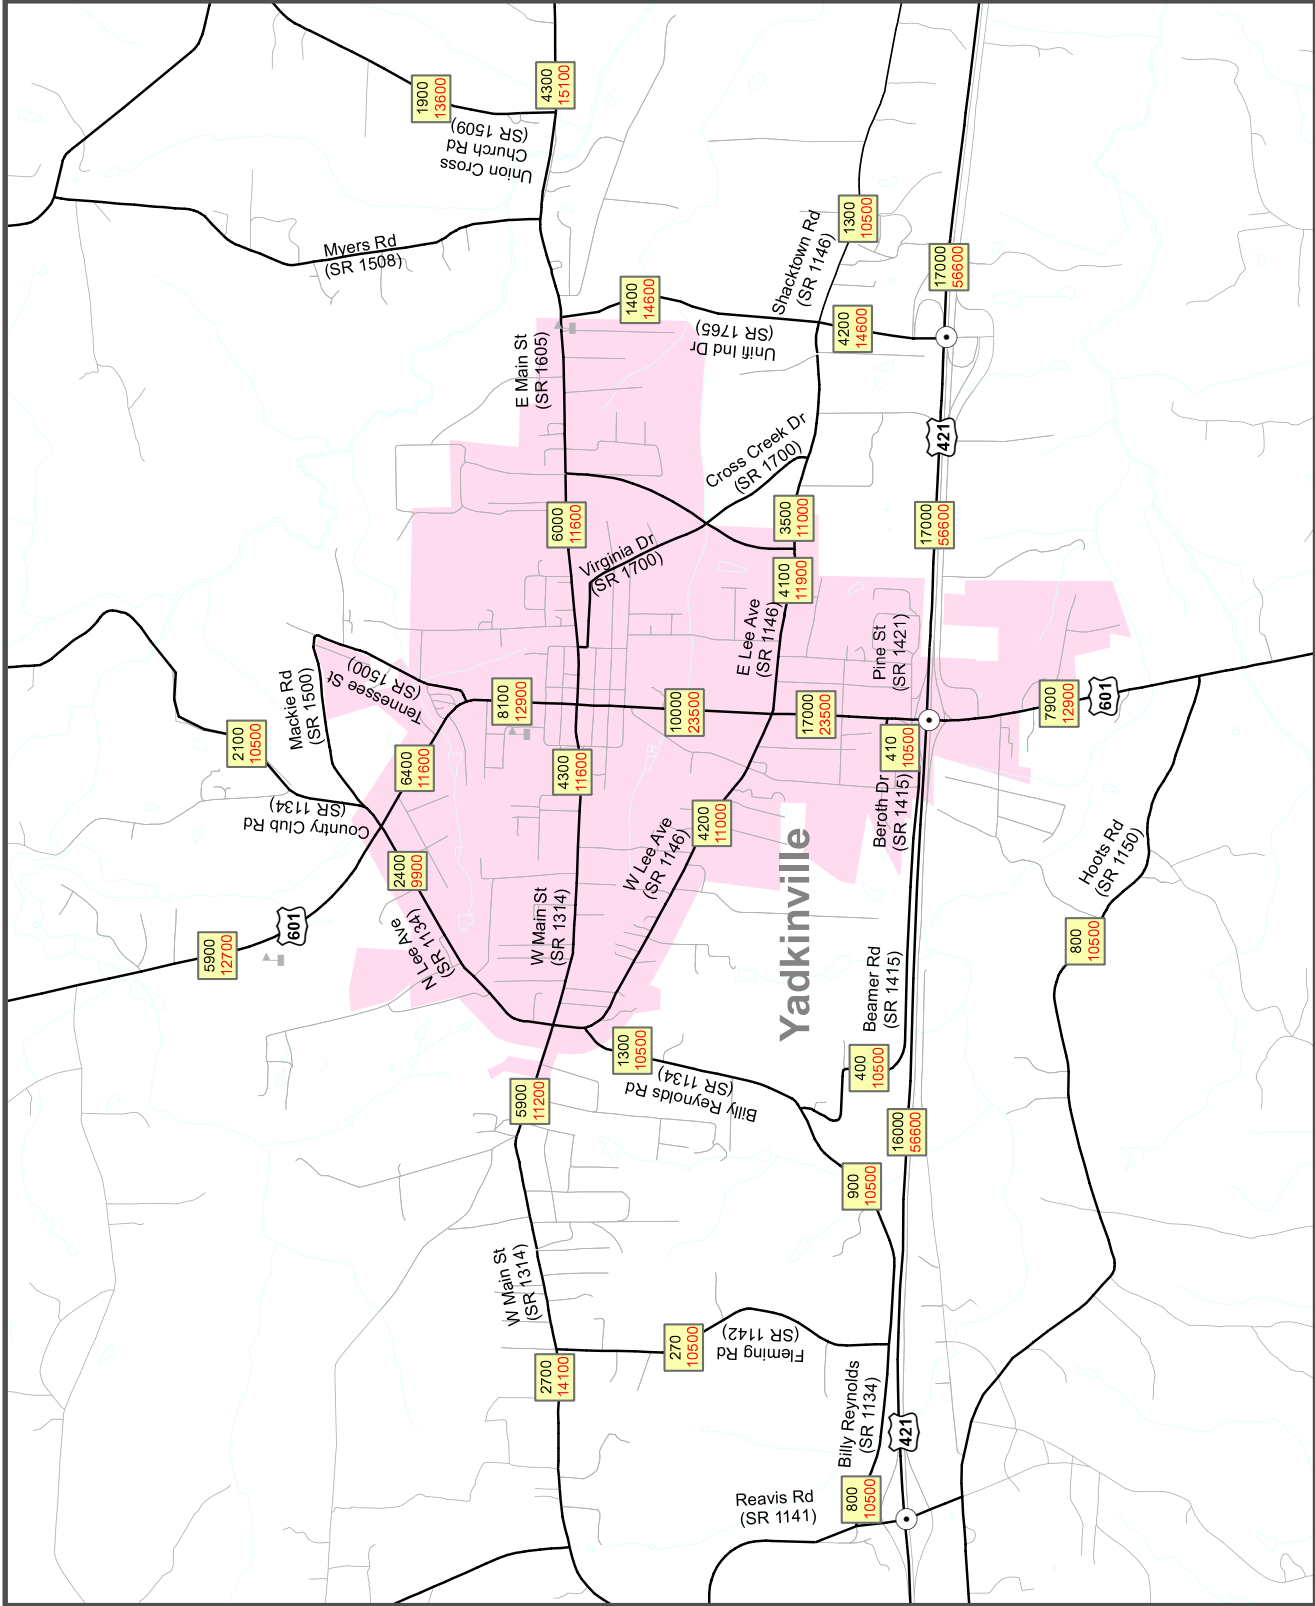 1900
13600
4300
15100
Union Cross
Church Rd
(SR 1509)
Myers Rd
(SR 1508)
1300
10500
Shacktown Rd
(SR 1146)
17000
56600
1400
14600
Unifi Ind Dr
(SR 1765)
4200
14600
E Main St
(SR 1605)
421
Cross Creek Dr
(SR 1700)
6000
11600
3500
11000
17000
56600
Virginia Dr
(SR 1700)
4100
11900
E Lee Ave
(SR 1146)
Pine St
(SR 1421)
Mackie Rd
(SR 1500)
Tennessee St
(SR 1500)
8100
12900
10000
23500
17000
23500
7900
12900
601
2100
10500
6400
11600
4300
11600
410
10500
Country Club Rd
(SR 1134)
4200
11000
Beroth Dr
(SR 1415)
2400
9900
W Lee Ave
(SR 1146)
Yadkinville
Hoots Rd
(SR 1150)
601
5900
12700
N Lee Ave
(SR 1134)
W Main St
(SR 1314)
800
10500
Beamer Rd
(SR 1415)
1300
10500
400
10500
Billy Reynolds Rd
(SR 1134)
5900
11200
16000
56600
900
10500
W Main St
(SR 1314)
270
10500
Fleming Rd
(SR 1142)
2700
14100
Billy Reynolds
(SR 1134)
421
800
10500
Reavis Rd
(SR 1141)